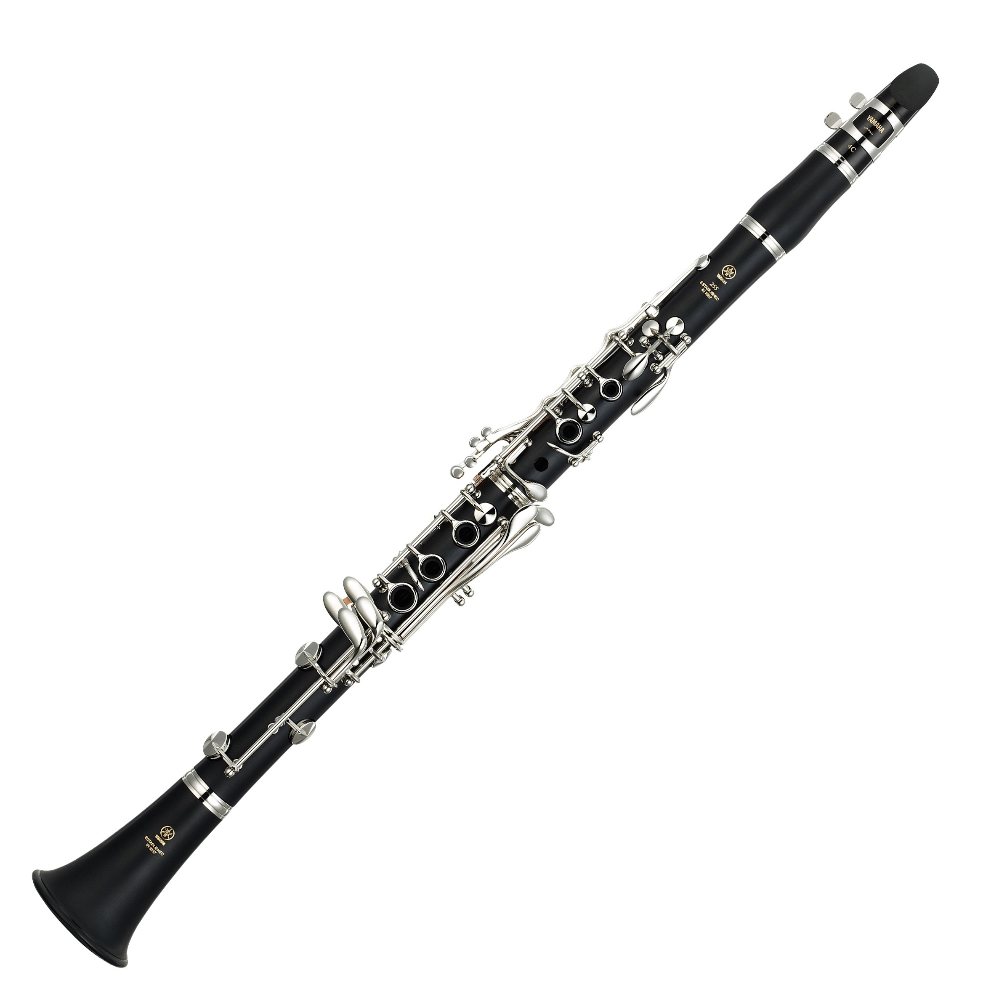 YAMAHA
JAPAN
4C
YAMAHA
255
ESTABLISHED
IN 1887
YAMAHA
ESTABLISHED
IN 1887